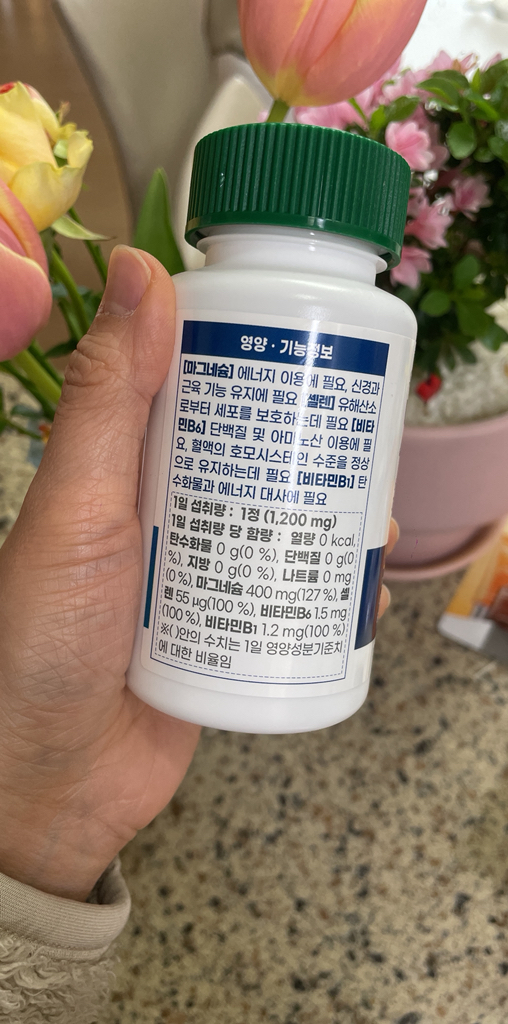 영양 · 기능정보
[마그네슘] 에너지 이용에 필요, 신경과
근육 기능 유지에 필요 [셀렌] 유해산소
로부터 세포를 보호하는데 필요 [비타
민B6] 단백질 및 아미노산 이용에 필
요, 혈액의 호모시스테인 수준을 정상
으로 유지하는데 필요 [비타민B1] 탄
수화물과 에너지 대사에 필요
1일 섭취량 : 1정 (1,200 mg)
1일 섭취량 당 함량 : 열량 0 kcal,
탄수화물 0 g(0 %), 단백질 0 g(0
%), 지방 0 g(0 %), 나트륨 0 mg
(0 %), 마그네슘 400 mg(127 %), 셀
렌 55 μg(100 %), 비타민B6 1.5 mg
(100 %), 비타민B1 1.2 mg(100 %)
※( )안의 수치는 1일 영양성분기준치
에 대한 비율임